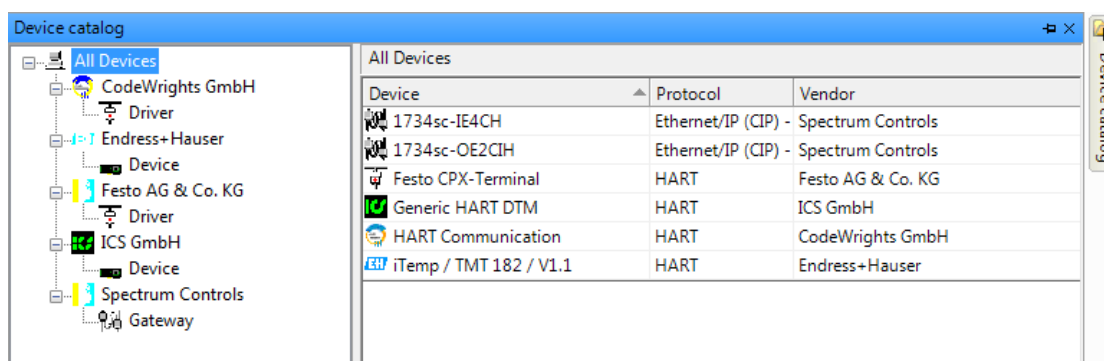 Device catalog
All Devices
CodeWrights GmbH
Driver
Endress+Hauser
Device
Festo AG & Co. KG
Driver
ICS GmbH
Device
Spectrum Controls
Gateway
All Devices
Device Protocol Vendor
1734sc-IE4CH Ethernet/IP (CIP) - Spectrum Controls
1734sc-OE2CIH Ethernet/IP (CIP) - Spectrum Controls
Festo CPX-Terminal HART Festo AG & Co. KG
Generic HART DTM HART ICS GmbH
HART Communication HART CodeWrights GmbH
EH iTemp / TMT 182 / V1.1 HART Endress+Hauser
Device catalog